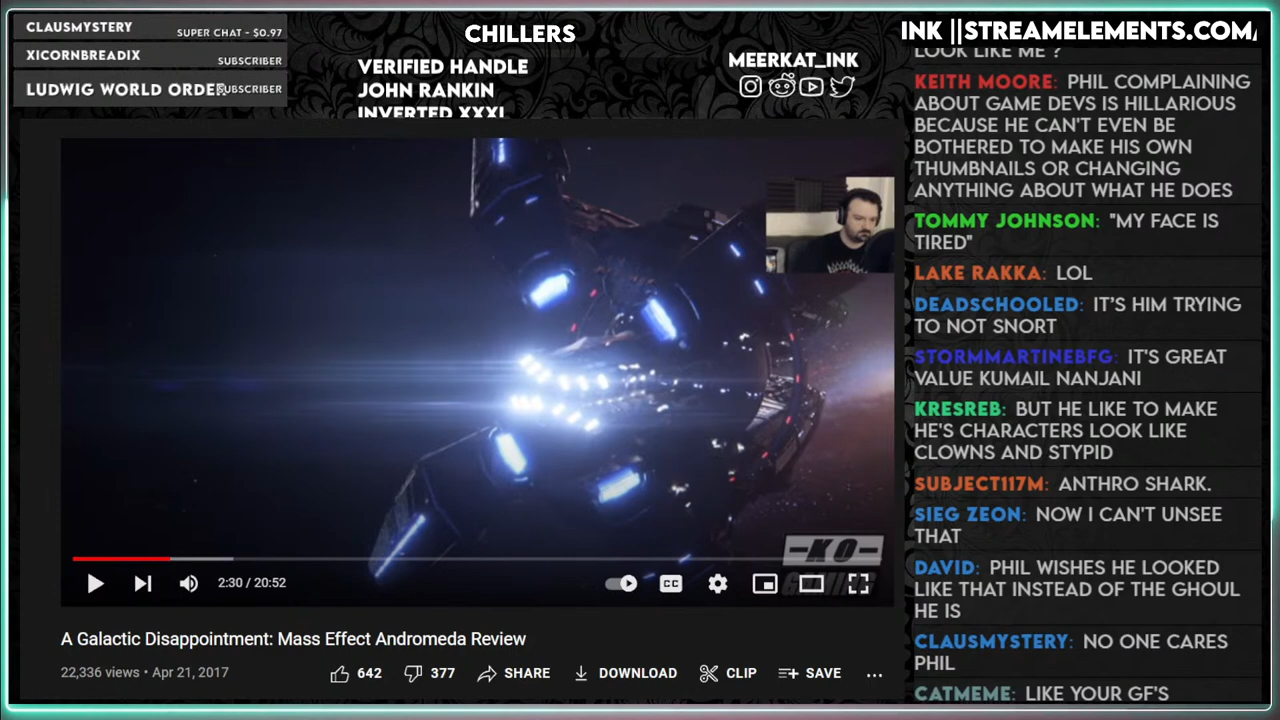 CLAUSMYSTERY
SUPER CHAT - $0.97
XICORNBREADIX
SUBSCRIBER
LUDWIG WORLD ORDER
SUBSCRIBER
CHILLERS
VERIFIED HANDLE
JOHN RANKIN
INVERTED XXXL
MEERKAT_INK
INK ||STREAMELEMENTS.COM/
LOOK LIKE ME ?
KEITH MOORE: PHIL COMPLAINING
ABOUT GAME DEVS IS HILLARIOUS
BECAUSE HE CAN'T EVEN BE
BOTHERED TO MAKE HIS OWN
THUMBNAILS OR CHANGING
ANYTHING ABOUT WHAT HE DOES
TOMMY JOHNSON: "MY FACE IS
TIRED"
LAKE RAKKA: LOL
DEADSCHOOLED: IT'S HIM TRYING
TO NOT SNORT
STORMMARTINEBFG: IT'S GREAT
VALUE KUMAIL NANJANI
KRESREB: BUT HE LIKE TO MAKE
HE'S CHARACTERS LOOK LIKE
CLOWNS AND STYPID
SUBJECT117M: ANTHRO SHARK.
SIEG ZEON: NOW I CAN'T UNSEE
THAT
DAVID: PHIL WISHES HE LOOKED
LIKE THAT INSTEAD OF THE GHOUL
HE IS
CLAUSMYSTERY: NO ONE CARES
PHIL
CATMEME: LIKE YOUR GF'S
-KO-
GAMING
2:30 / 20:52
CC
A Galactic Disappointment: Mass Effect Andromeda Review
22,336 views • Apr 21, 2017
642
377
SHARE
DOWNLOAD
CLIP
SAVE